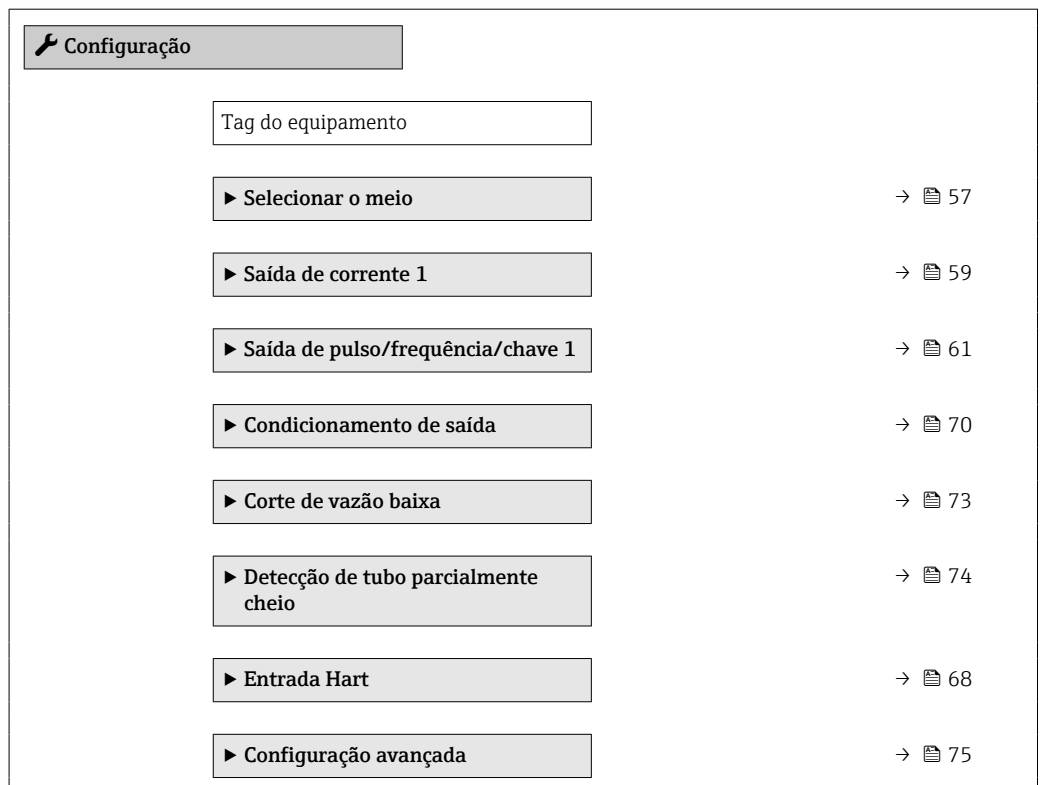 Configuração
Tag do equipamento
▶ Selecionar o meio → 57
▶ Saída de corrente 1 → 59
▶ Saída de pulso/frequência/chave 1 → 61
▶ Condicionamento de saída → 70
▶ Corte de vazão baixa → 73
▶ Detecção de tubo parcialmente → 74
cheio
▶ Entrada Hart → 68
▶ Configuração avançada → 75